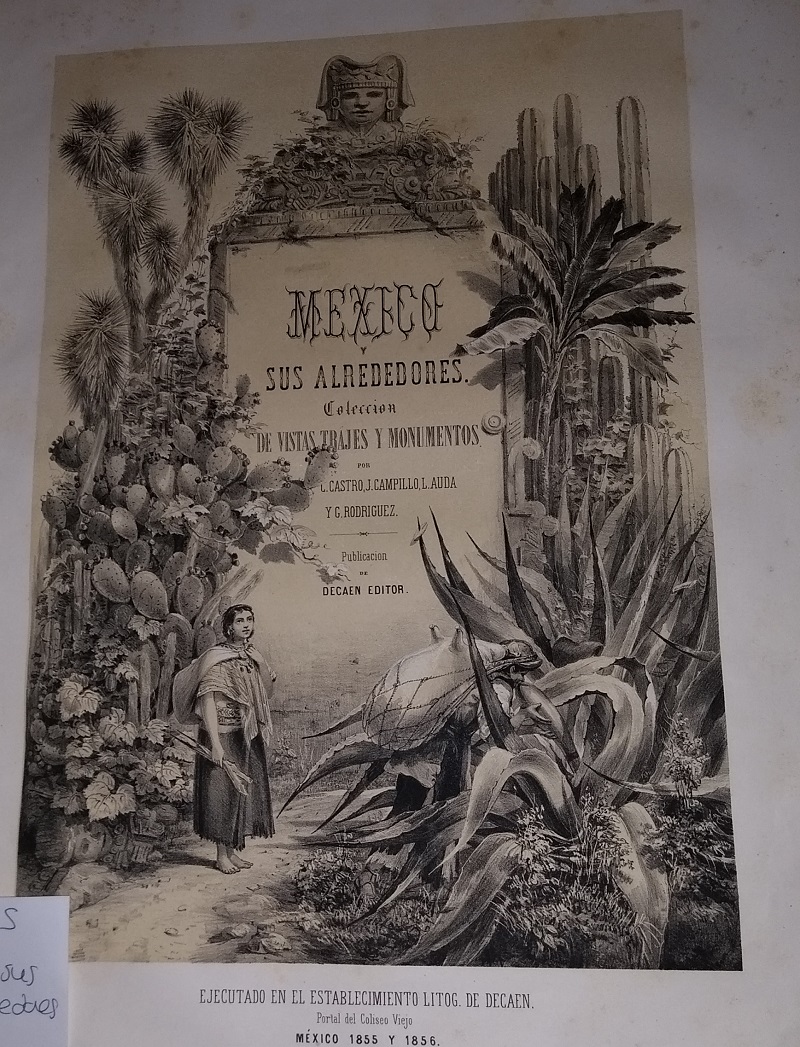 MEXICO
Y
SUS ALREDEDORES.
Coleccion
DE VISTAS, TRAJES Y MONUMENTOS
POR
C. CASTRO, J. CAMPILLO, L. AUDA
Y G. RODRIGUEZ.
Publicacion
DE
DECAEN EDITOR.
EJECUTADO EN EL ESTABLECIMIENTO LITOG. DE DECAEN.
Portal del Coliseo Viejo
MÉXICO 1855 Y 1856.